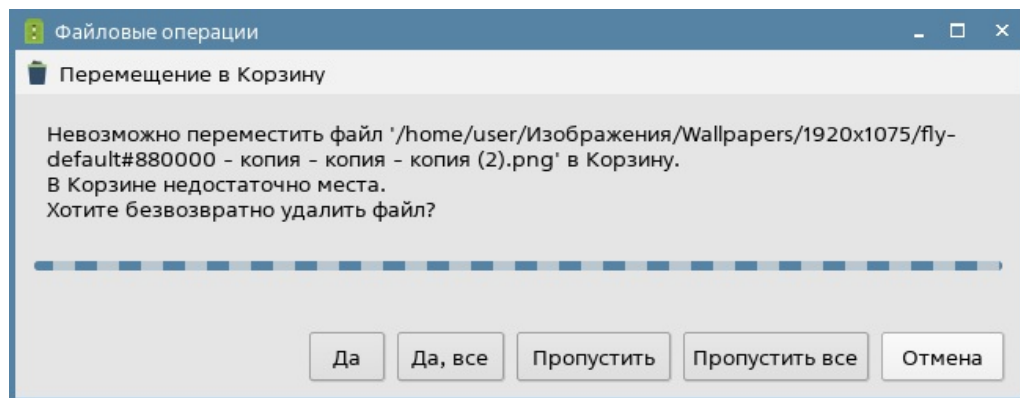 Файловые операции
Перемещение в Корзину
Невозможно переместить файл '/home/user/Изображения/Wallpapers/1920x1075/fly-
default#880000 - копия - копия - копия (2).png' в Корзину.
В Корзине недостаточно места.
Хотите безвозвратно удалить файл?
Да
Да, все
Пропустить
Пропустить все
Отмена